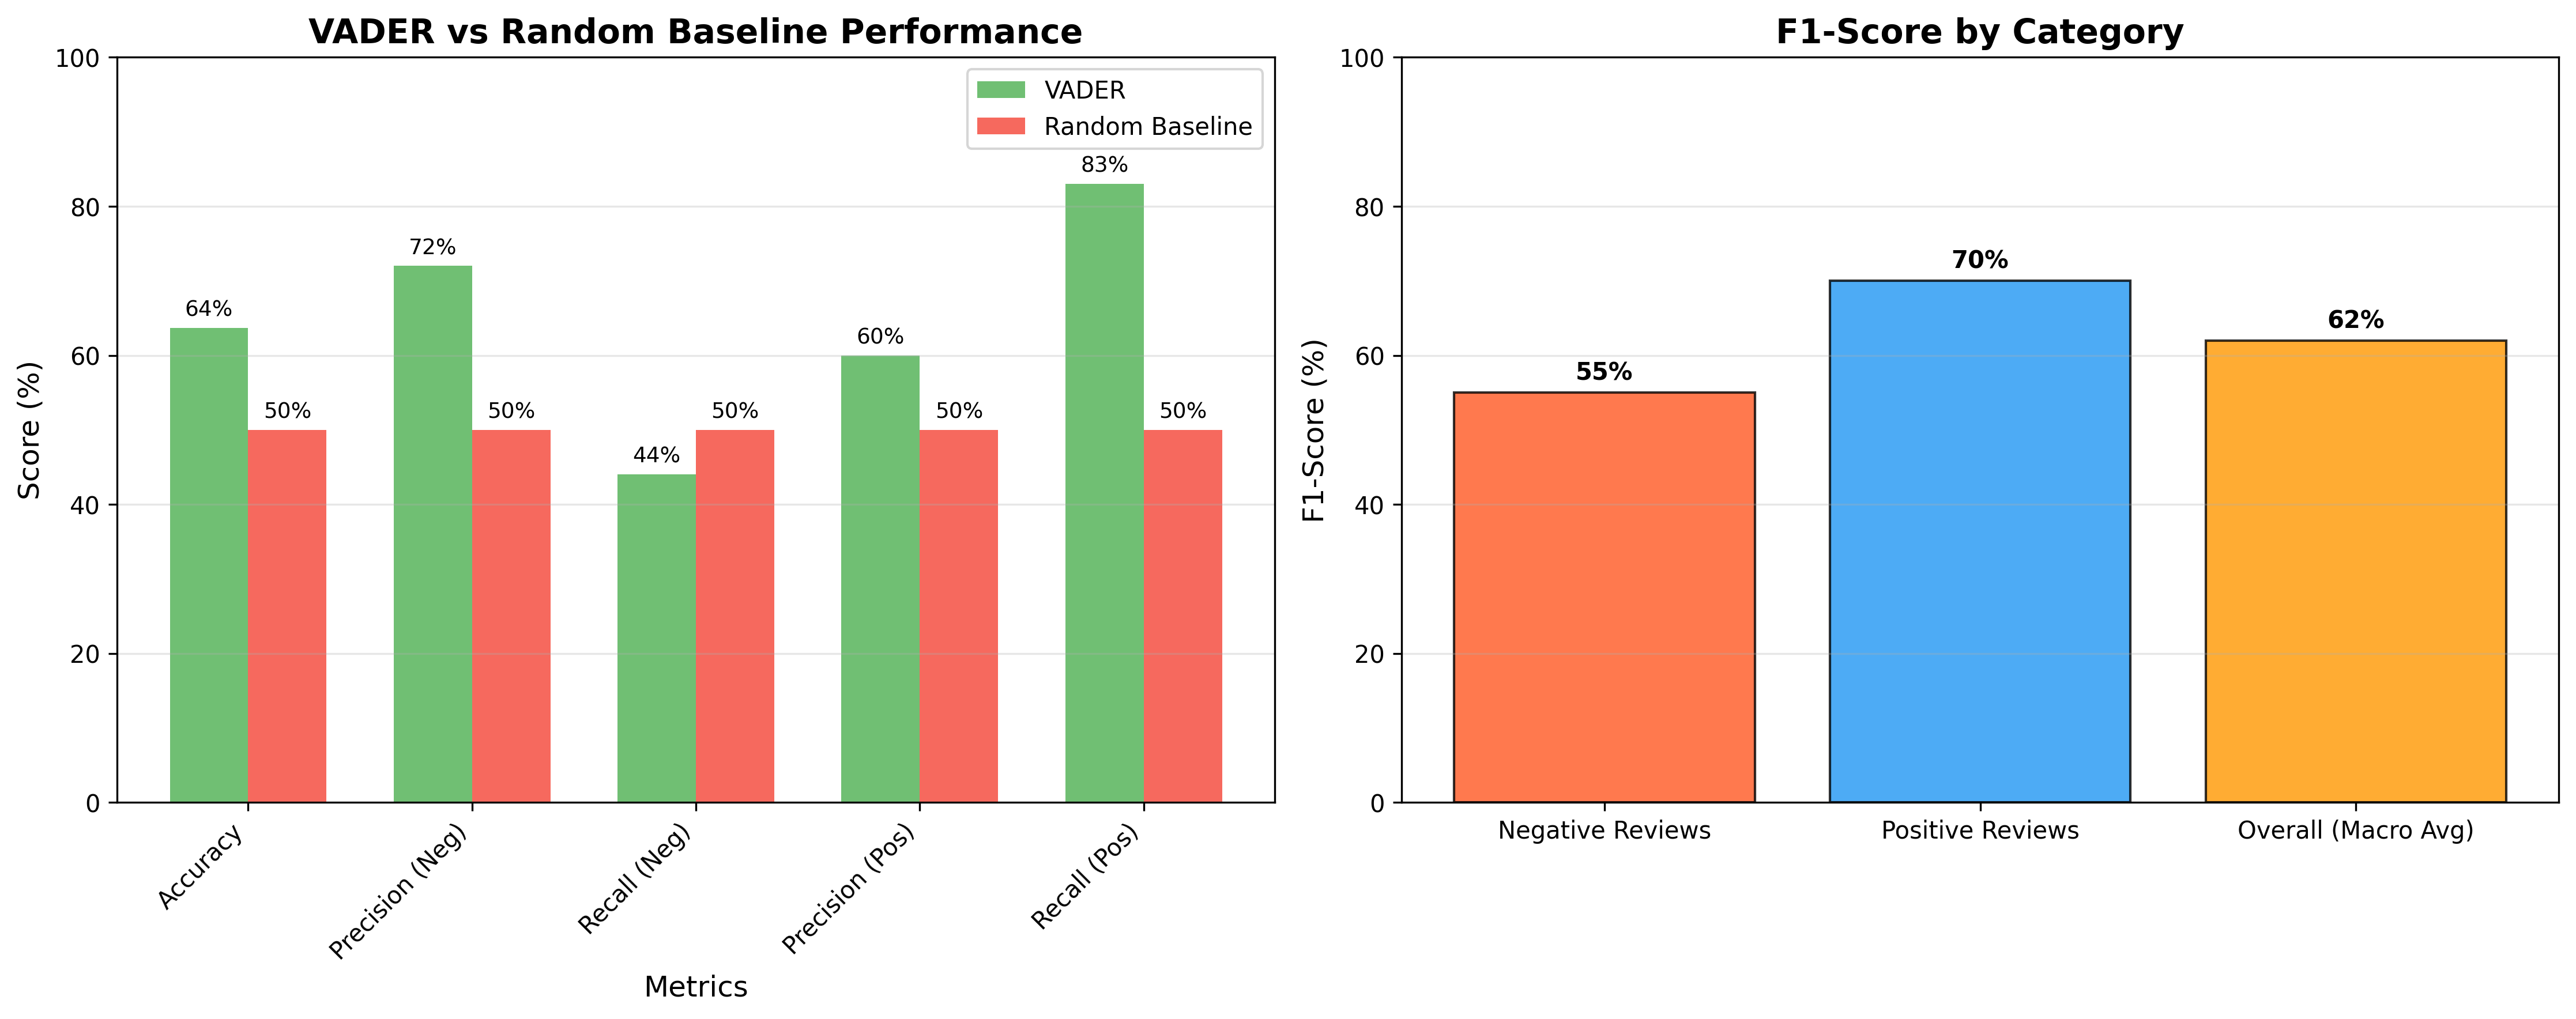 VADER vs Random Baseline Performance
Score (%)
100
80
60
40
20
0
VADER
Random Baseline
64%
50%
72%
50%
44%
50%
60%
50%
83%
50%
Accuracy
Precision (Neg)
Recall (Neg)
Precision (Pos)
Recall (Pos)
Metrics
F1-Score by Category
F1-Score (%)
100
80
60
40
20
0
55%
70%
62%
Negative Reviews
Positive Reviews
Overall (Macro Avg)